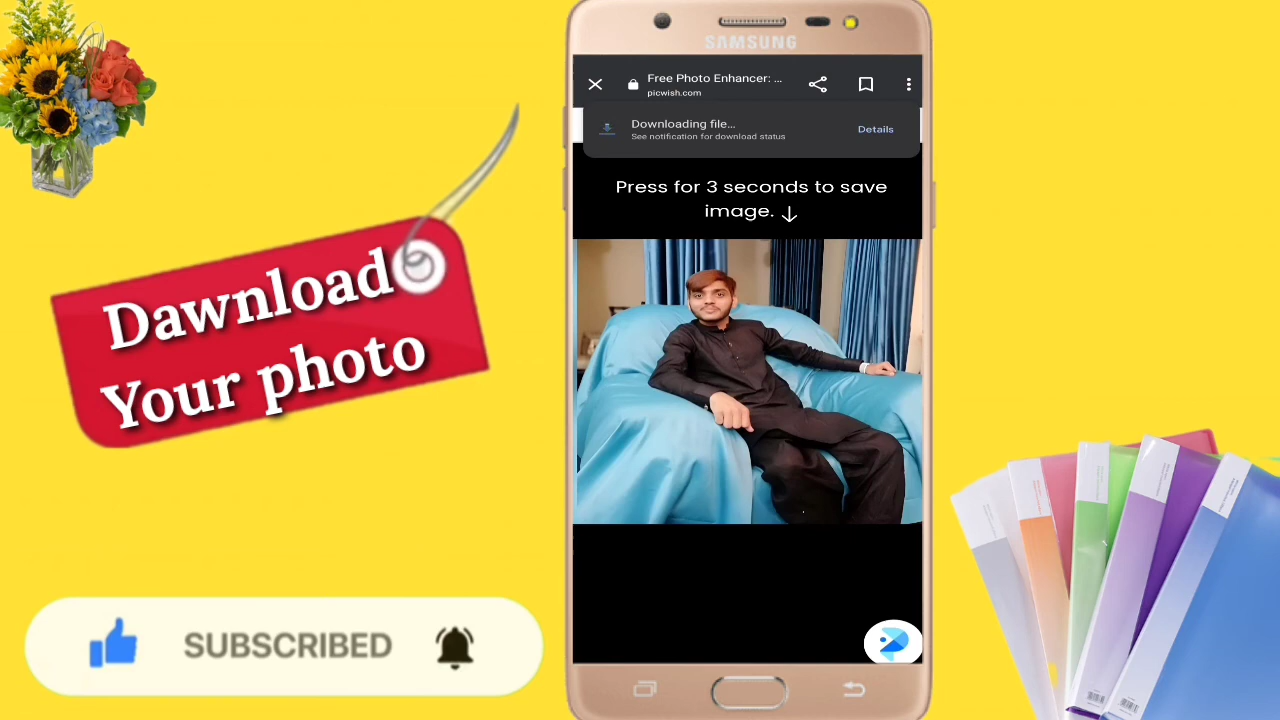 SAMSUNG
Free Photo Enhancer: ...
picwish.com
Downloading file...
See notification for download status
Details
Press for 3 seconds to save
image. ↓
Dawnload
Your photo
SUBSCRIBED